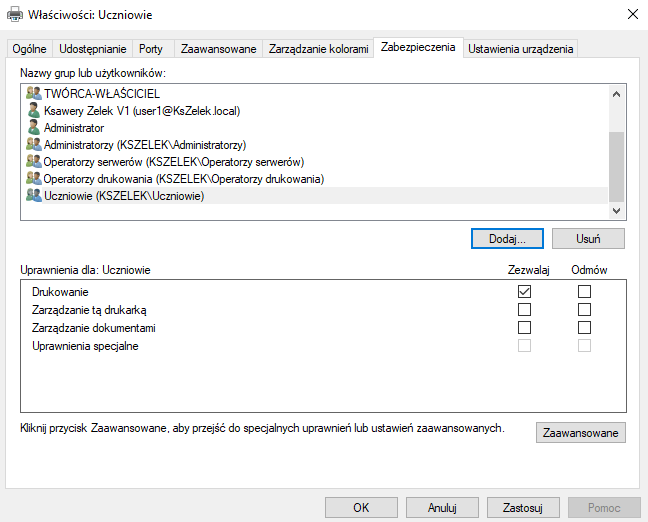 Właściwości: Uczniowie
Ogólne Udostępnianie Porty Zaawansowane Zarządzanie kolorami Zabezpieczenia Ustawienia urządzenia
Nazwy grup lub użytkowników:
TWÓRCA-WŁAŚCICIEL
Ksawery Zelek V1 (user1@KsZelek.local)
Administrator
Administratorzy (KSZELEK\Administratorzy)
Operatorzy serwerów (KSZELEK\Operatorzy serwerów)
Operatorzy drukowania (KSZELEK\Operatorzy drukowania)
Uczniowie (KSZELEK\Uczniowie)
Dodaj... Usuń
Uprawnienia dla: Uczniowie Zezwalaj Odmów
Drukowanie
Zarządzanie tą drukarką
Zarządzanie dokumentami
Uprawnienia specjalne
Kliknij przycisk Zaawansowane, aby przejść do specjalnych uprawnień lub ustawień zaawansowanych. Zaawansowane
OK Anuluj Zastosuj Pomoc